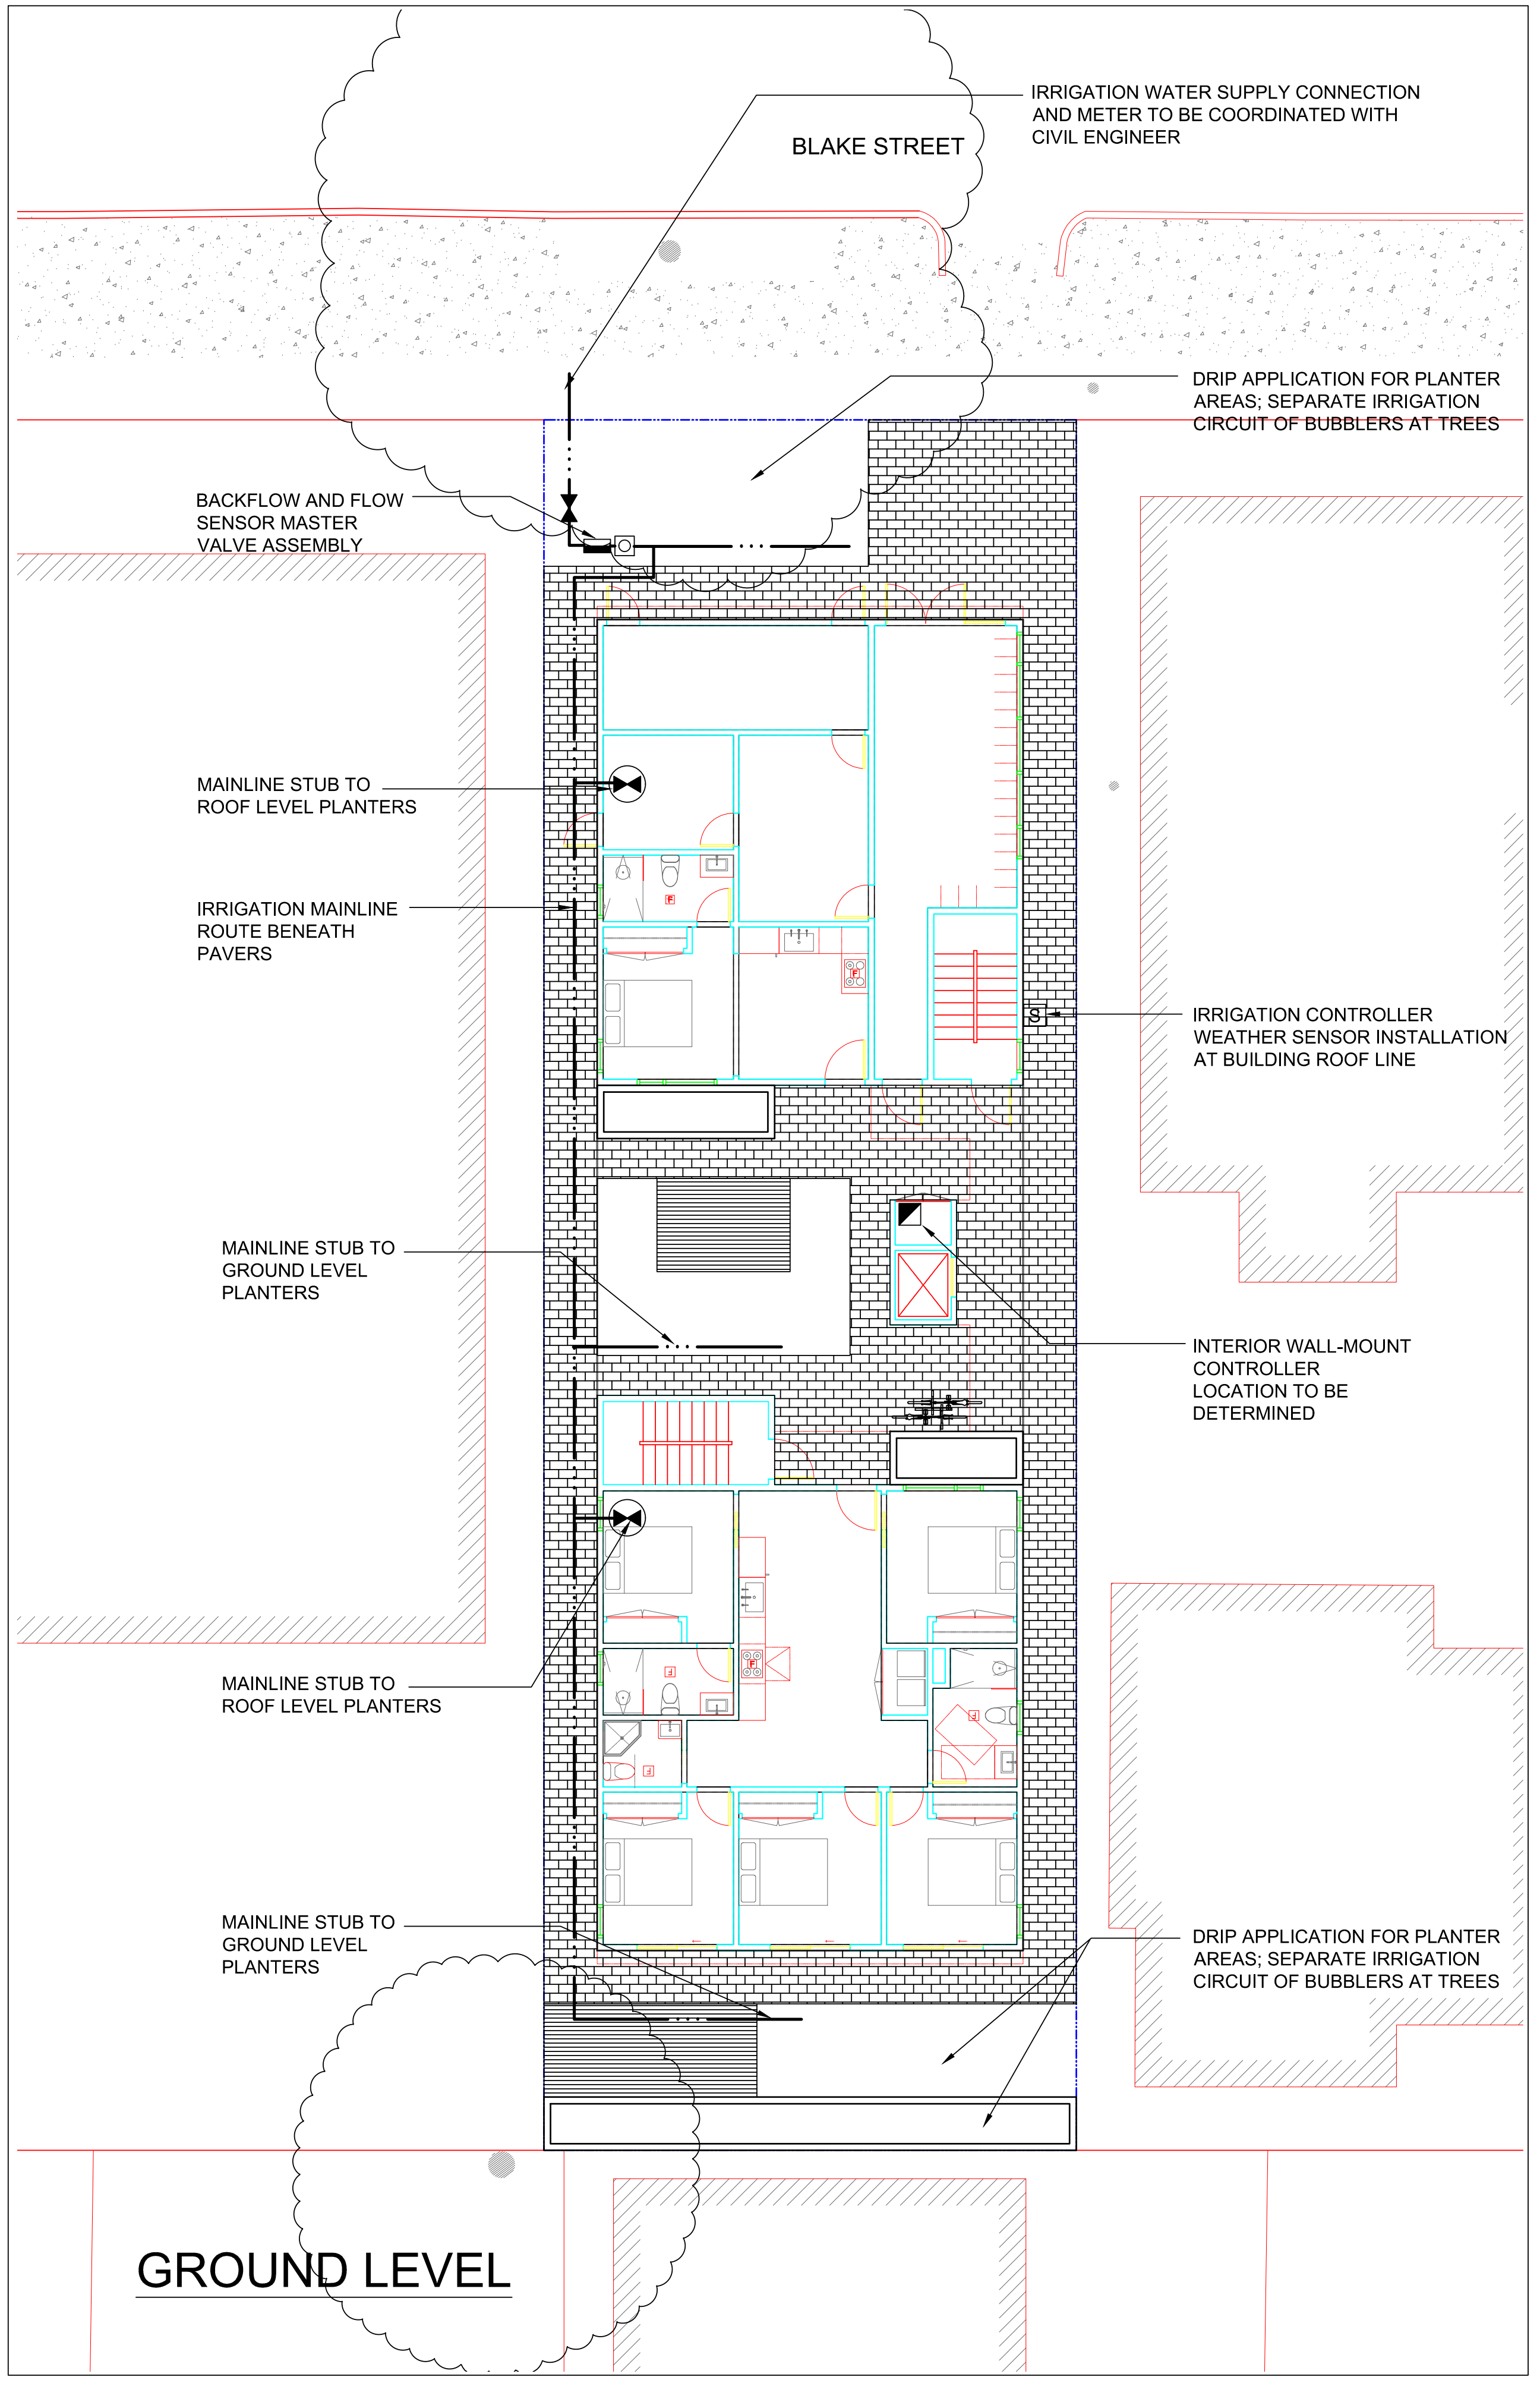 IRRIGATION WATER SUPPLY CONNECTION
AND METER TO BE COORDINATED WITH
CIVIL ENGINEER
BLAKE STREET
DRIP APPLICATION FOR PLANTER
AREAS; SEPARATE IRRIGATION
CIRCUIT OF BUBBLERS AT TREES
BACKFLOW AND FLOW
SENSOR MASTER
VALVE ASSEMBLY
MAINLINE STUB TO
ROOF LEVEL PLANTERS
F
IRRIGATION MAINLINE
ROUTE BENEATH
PAVERS
F
S
IRRIGATION CONTROLLER
WEATHER SENSOR INSTALLATION
AT BUILDING ROOF LINE
MAINLINE STUB TO
GROUND LEVEL
PLANTERS
INTERIOR WALL-MOUNT
CONTROLLER
LOCATION TO BE
DETERMINED
F
F
MAINLINE STUB TO
ROOF LEVEL PLANTERS
F
F
MAINLINE STUB TO
GROUND LEVEL
PLANTERS
DRIP APPLICATION FOR PLANTER
AREAS; SEPARATE IRRIGATION
CIRCUIT OF BUBBLERS AT TREES
GROUND LEVEL